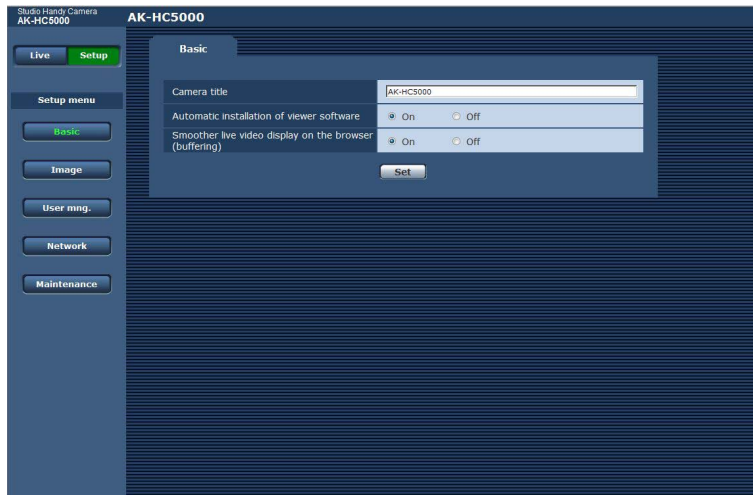 Studio Handy Camera
AK-HC5000
AK-HC5000
Live
Setup
Setup menu
Basic
Image
User mng.
Network
Maintenance
Basic
Camera title
AK-HC5000
Automatic installation of viewer software
On
Off
Smoother live video display on the browser
(buffering)
On
Off
Set